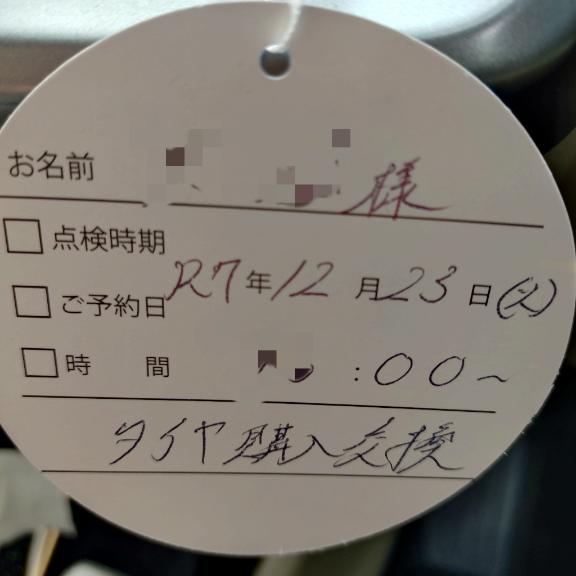 お名前 様
□点検時期
□ご予約日 R7年12月23日(火)
□時間 :00~
タイヤ購入交換